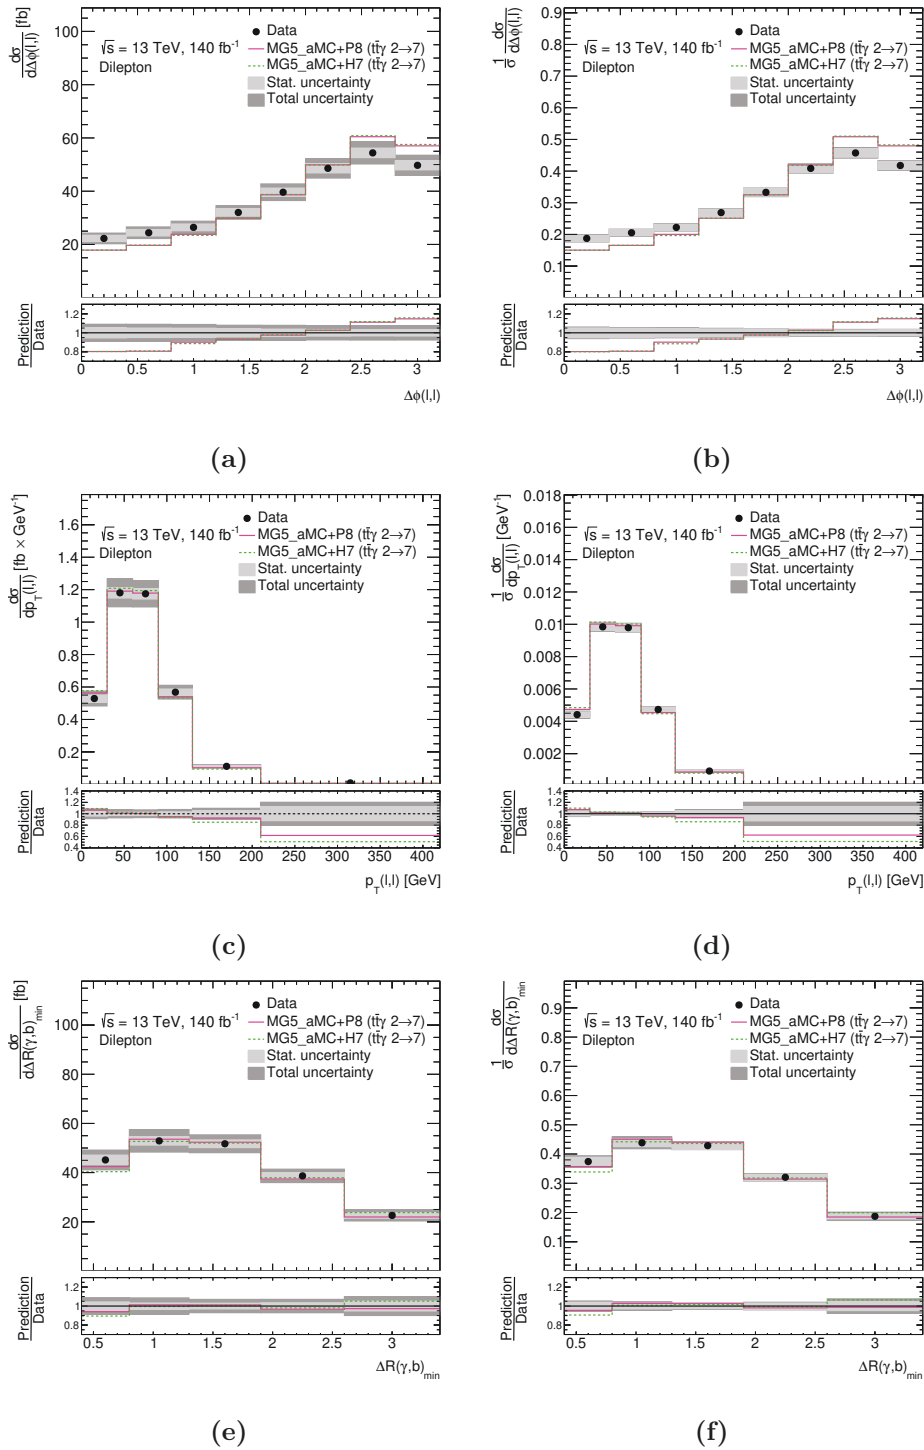 dσ/dΔφ(l,l) [fb]
100
80
60
40
20
√s = 13 TeV, 140 fb⁻¹
Dilepton
Data
MG5_aMC+P8 (tt̄γ 2→7)
MG5_aMC+H7 (tt̄γ 2→7)
Stat. uncertainty
Total uncertainty
Prediction/Data
1.2
1
0.8
0 0.5 1 1.5 2 2.5 3
Δφ(l,l)
(a)
1/σ dσ/dΔφ(l,l)
0.9
0.8
0.7
0.6
0.5
0.4
0.3
0.2
0.1
√s = 13 TeV, 140 fb⁻¹
Dilepton
Data
MG5_aMC+P8 (tt̄γ 2→7)
MG5_aMC+H7 (tt̄γ 2→7)
Stat. uncertainty
Total uncertainty
Prediction/Data
1.2
1
0.8
0 0.5 1 1.5 2 2.5 3
Δφ(l,l)
(b)
dσ/dp_T(l,l) [fb × GeV⁻¹]
1.6
1.4
1.2
1
0.8
0.6
0.4
0.2
√s = 13 TeV, 140 fb⁻¹
Dilepton
Data
MG5_aMC+P8 (tt̄γ 2→7)
MG5_aMC+H7 (tt̄γ 2→7)
Stat. uncertainty
Total uncertainty
Prediction/Data
1.4
1.2
1
0.8
0.6
0.4
0 50 100 150 200 250 300 350 400
p_T(l,l) [GeV]
(c)
1/σ dσ/dp_T(l,l) [GeV⁻¹]
0.018
0.016
0.014
0.012
0.01
0.008
0.006
0.004
0.002
√s = 13 TeV, 140 fb⁻¹
Dilepton
Data
MG5_aMC+P8 (tt̄γ 2→7)
MG5_aMC+H7 (tt̄γ 2→7)
Stat. uncertainty
Total uncertainty
Prediction/Data
1.4
1.2
1
0.8
0.6
0.4
0 50 100 150 200 250 300 350 400
p_T(l,l) [GeV]
(d)
dσ/dΔR(γ,b)_min [fb]
100
80
60
40
20
√s = 13 TeV, 140 fb⁻¹
Dilepton
Data
MG5_aMC+P8 (tt̄γ 2→7)
MG5_aMC+H7 (tt̄γ 2→7)
Stat. uncertainty
Total uncertainty
Prediction/Data
1.2
1
0.8
0.5 1 1.5 2 2.5 3
ΔR(γ,b)_min
(e)
1/σ dσ/dΔR(γ,b)_min
0.9
0.8
0.7
0.6
0.5
0.4
0.3
0.2
0.1
√s = 13 TeV, 140 fb⁻¹
Dilepton
Data
MG5_aMC+P8 (tt̄γ 2→7)
MG5_aMC+H7 (tt̄γ 2→7)
Stat. uncertainty
Total uncertainty
Prediction/Data
1.2
1
0.8
0.5 1 1.5 2 2.5 3
ΔR(γ,b)_min
(f)